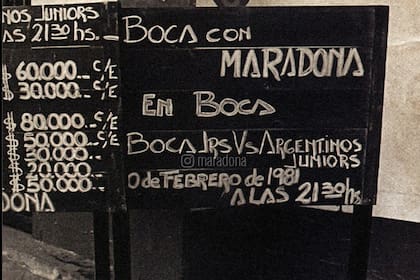 NOS JUNIORS
LAS 21 30 hs.
$ 60.000.. C/E
$ 30.000.. C/E
$ 80.000.. C/E
$ 50.000.. C/E
$ 30.000..
$ 20.000..
$ 50.000..
DONA
BOCA CON
MARADONA
EN BOCA
BOCA JRS VS ARGENTINOS
JUNIORS
maradona
0 de FEBRERO de 1981
A LAS 21 30 hs